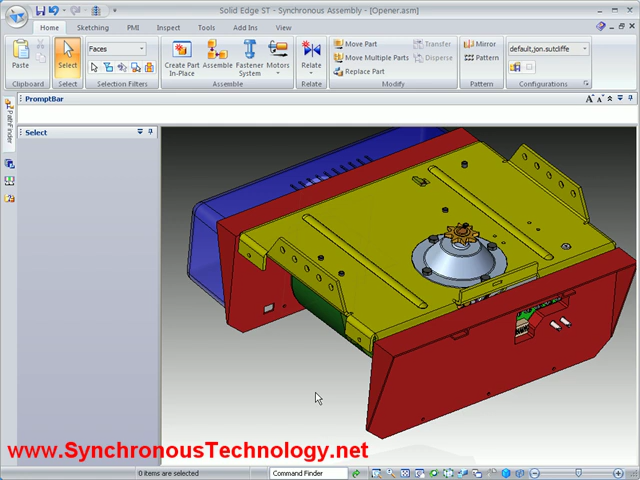 Solid Edge ST - Synchronous Assembly - [Opener.asm]
Home Sketching PMI Inspect Tools Add Ins View
Paste
Clipboard
Select
Select
Faces
Selection Filters
Create Part In-Place
Assemble
Fastener System
Motors
Assemble
Relate
Relate
Move Part
Move Multiple Parts
Replace Part
Transfer
Disperse
Modify
Mirror
Pattern
Pattern
default,jon.sutcliffe
Configurations
PathFinder
PromptBar
Select
www.SynchronousTechnology.net
0 items are selected
Command Finder